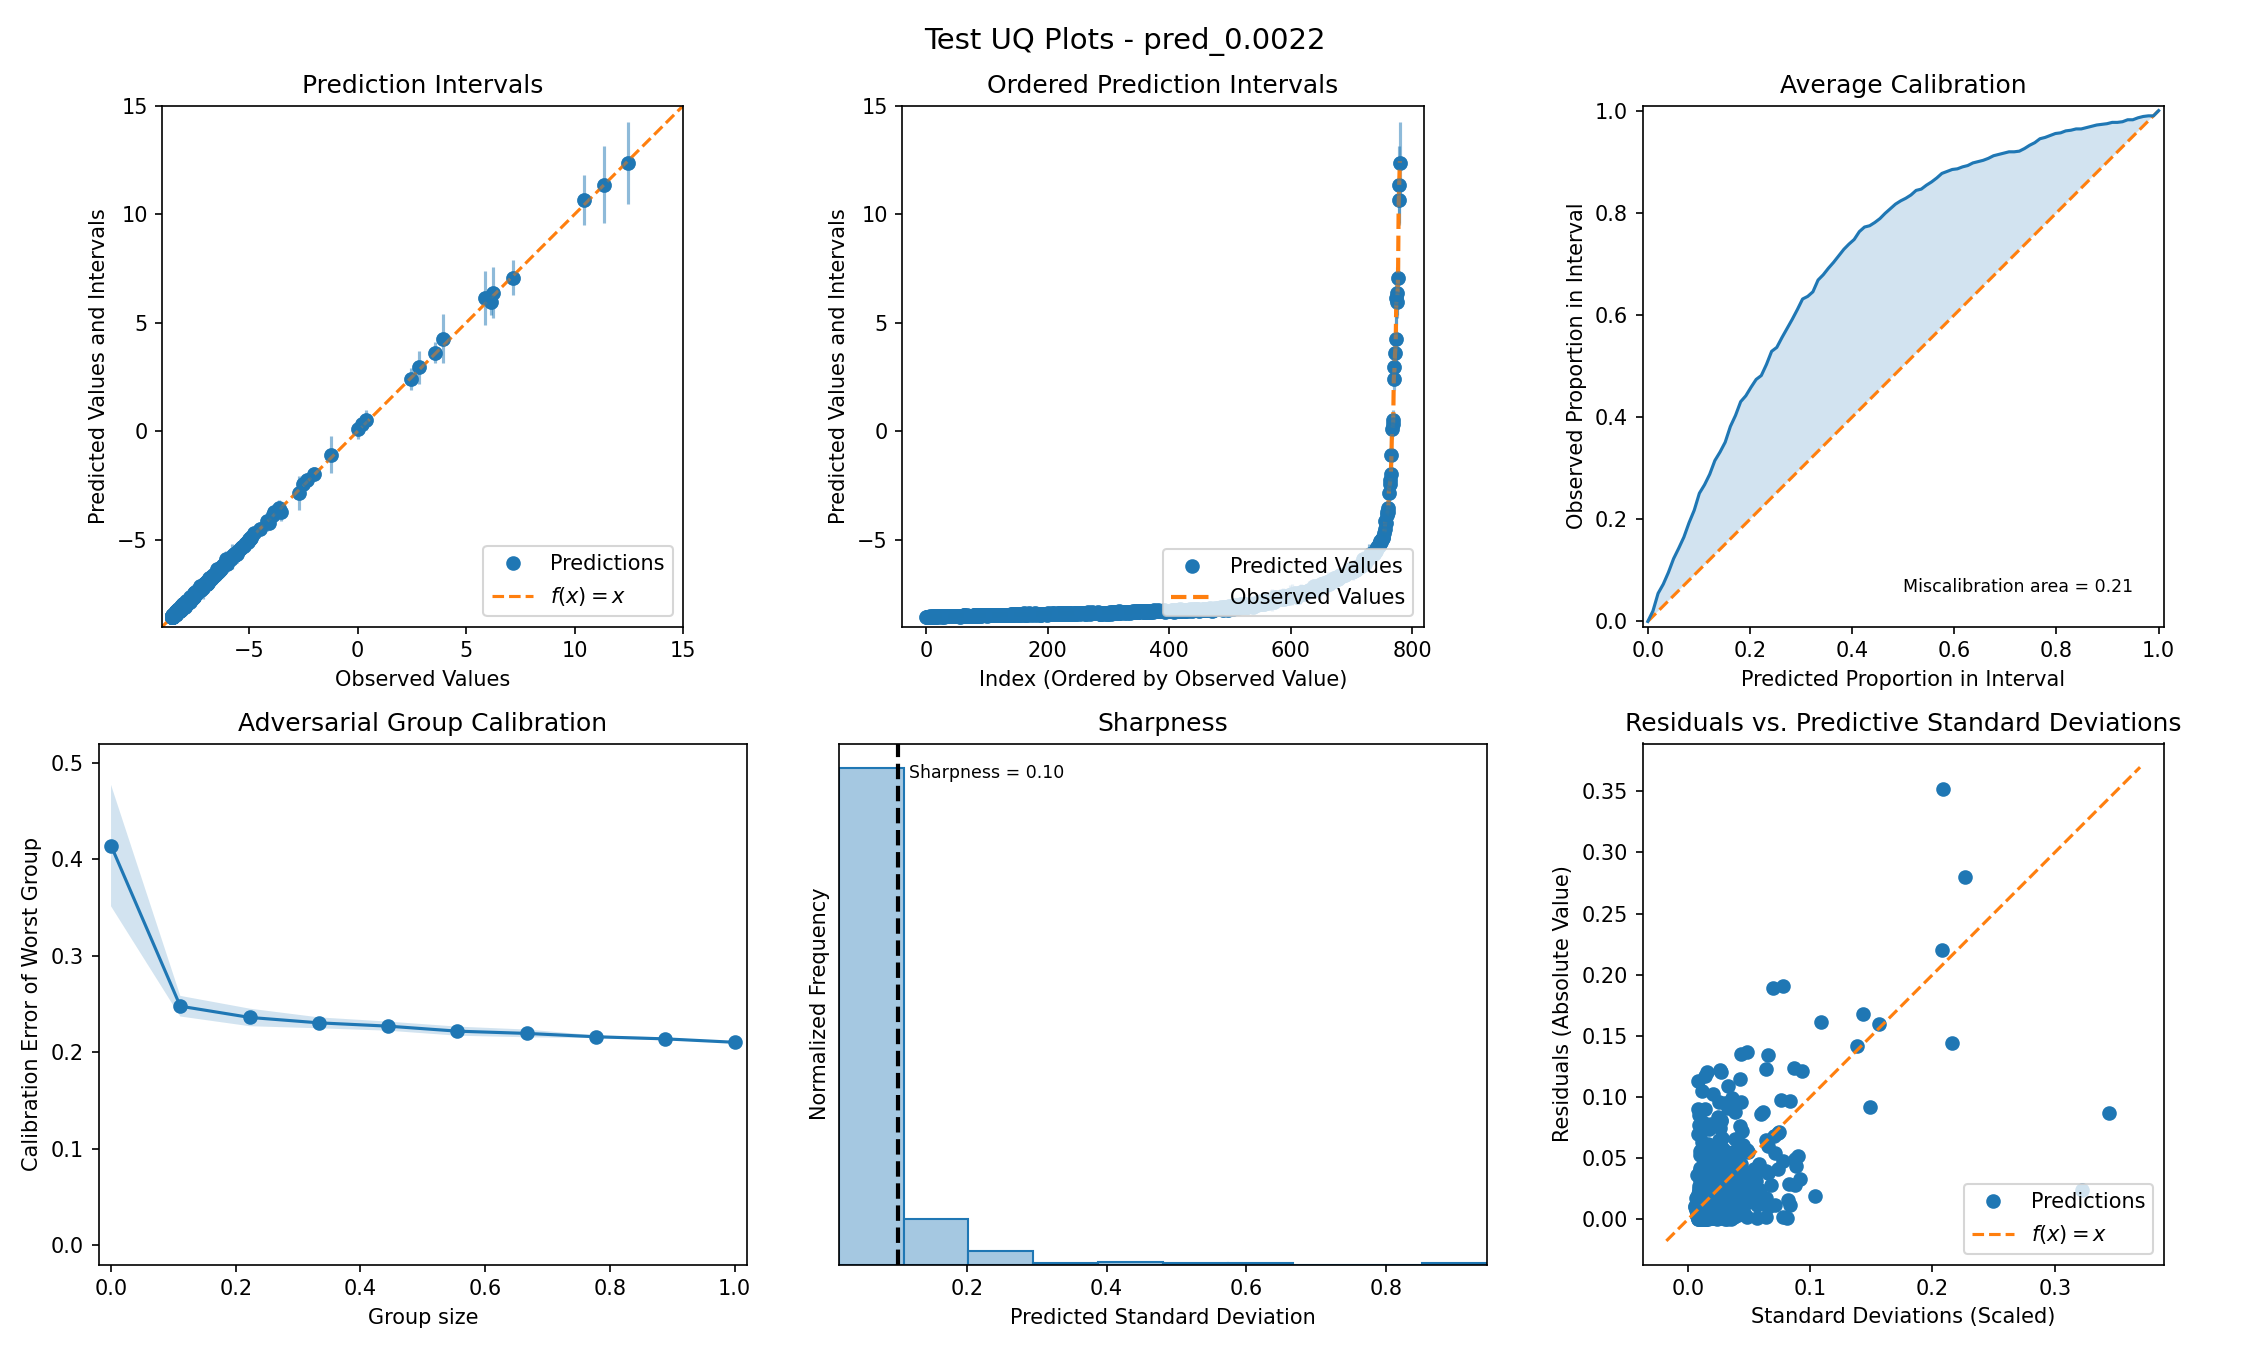 Test UQ Plots - pred_0.0022
Prediction Intervals
Predicted Values and Intervals
15
10
5
0
−5
−5
0
5
10
15
Observed Values
Predictions
f(x) = x
Ordered Prediction Intervals
Predicted Values and Intervals
15
10
5
0
−5
0
200
400
600
800
Index (Ordered by Observed Value)
Predicted Values
Observed Values
Average Calibration
Observed Proportion in Interval
1.0
0.8
0.6
0.4
0.2
0.0
0.0
0.2
0.4
0.6
0.8
1.0
Predicted Proportion in Interval
Miscalibration area = 0.21
Adversarial Group Calibration
Calibration Error of Worst Group
0.5
0.4
0.3
0.2
0.1
0.0
0.0
0.2
0.4
0.6
0.8
1.0
Group size
Sharpness
Normalized Frequency
Sharpness = 0.10
0.2
0.4
0.6
0.8
Predicted Standard Deviation
Residuals vs. Predictive Standard Deviations
Residuals (Absolute Value)
0.35
0.30
0.25
0.20
0.15
0.10
0.05
0.00
0.0
0.1
0.2
0.3
Standard Deviations (Scaled)
Predictions
f(x) = x